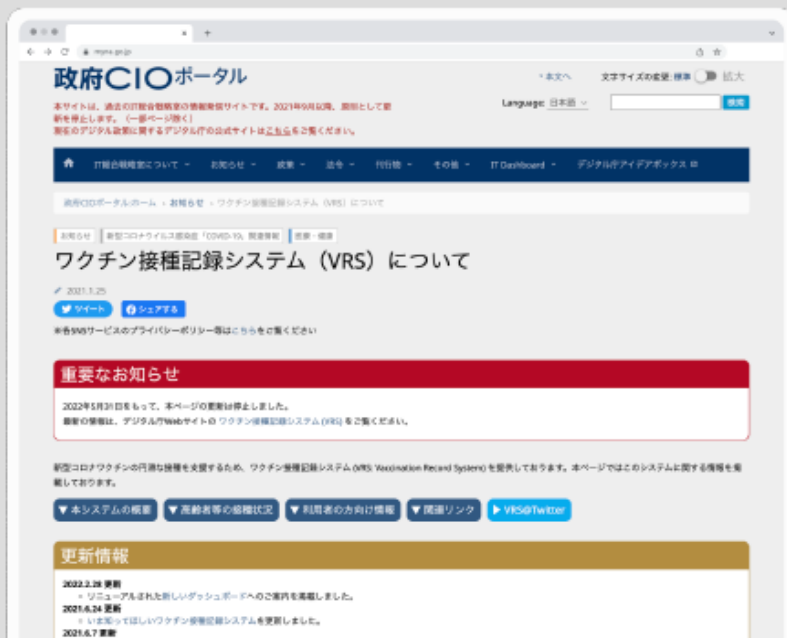 政府CIOポータル
・本文へ
文字サイズの変更: 標準 拡大
本サイトは、過去のIT総合戦略室の情報発信サイトです。2021年9月以降、原則として更
新を停止します。（一部ページ除く）
現在のデジタル政策に関するデジタル庁の公式サイトはこちらをご覧ください。
Language: 日本語
検索
IT総合戦略室について
お知らせ
政策
法令
刊行物
その他
IT Dashboard
デジタル庁アイデアボックス
政府CIOポータルのホーム › お知らせ › ワクチン接種記録システム（VRS）について
お知らせ
新型コロナウイルス感染症「COVID-19」関連情報
医療・健康
ワクチン接種記録システム（VRS）について
2021.1.25
ツイート
シェアする
※各SNSサービスのプライバシーポリシー等はこちらをご覧ください
重要なお知らせ
2022年5月31日をもって、本ページの更新は停止しました。
最新の情報は、デジタル庁Webサイトの ワクチン接種記録システム (VRS) をご覧ください。
新型コロナワクチンの円滑な接種を支援するため、ワクチン接種記録システム (VRS: Vaccination Record System) を提供しております。本ページではこのシステムに関する情報を掲
載しております。
▼ 本システムの概要
▼ 高齢者等の接種状況
▼ 利用者の方向け情報
▼ 関連リンク
▶ VRS@Twitter
更新情報
2022.2.28 更新
リニューアルされた新しいダッシュボードへのご案内を掲載しました。
2021.6.24 更新
いま知ってほしいワクチン接種記録システムを更新しました。
2021.6.7 更新